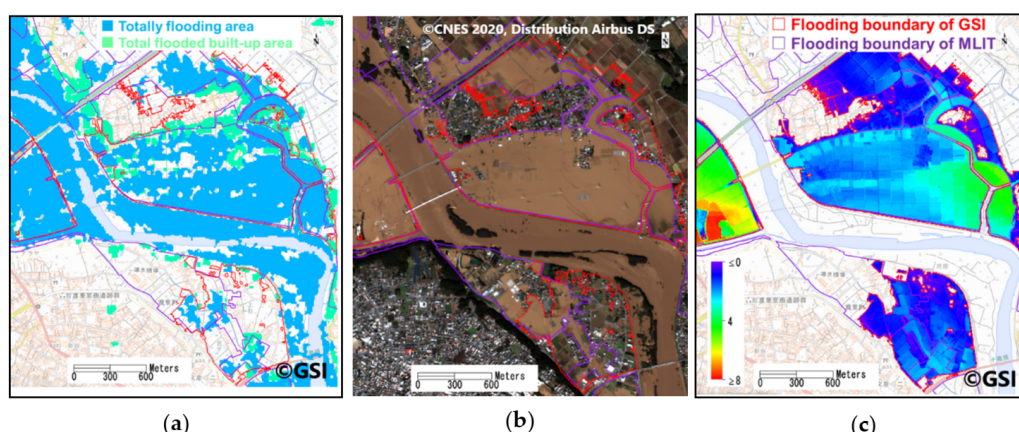 Totally flooding area
Total flooded built-up area
N
0 300 600 Meters
©GSI
(a)
©CNES 2020, Distribution Airbus DS
N
0 300 600 Meters
(b)
Flooding boundary of GSI
Flooding boundary of MLIT
N
≤ 0
4
≥ 8
0 300 600 Meters
©GSI
(c)